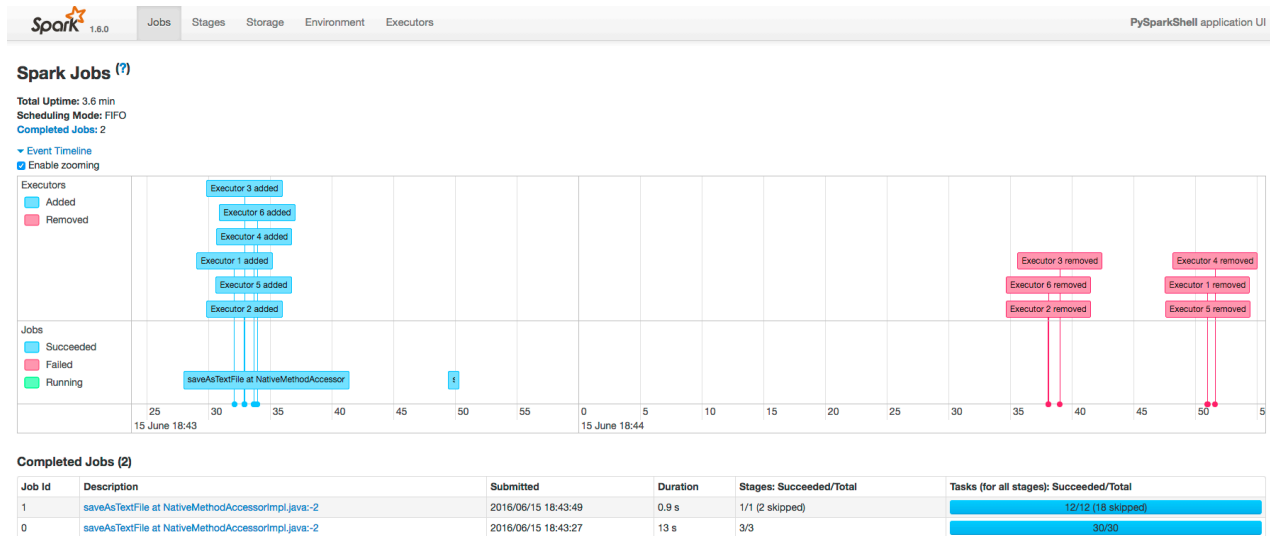 Spark 1.6.0 Jobs Stages Storage Environment Executors PySparkShell application UI
Spark Jobs (?)
Total Uptime: 3.6 min
Scheduling Mode: FIFO
Completed Jobs: 2
Event Timeline
Enable zooming
Executors
Added
Removed
Executor 3 added
Executor 6 added
Executor 4 added
Executor 1 added
Executor 5 added
Executor 2 added
Executor 3 removed
Executor 4 removed
Executor 6 removed
Executor 1 removed
Executor 2 removed
Executor 5 removed
Jobs
Succeeded
Failed
Running
saveAsTextFile at NativeMethodAccessor
s
25 30 35 40 45 50 55 0 5 10 15 20 25 30 35 40 45 50 5
15 June 18:43 15 June 18:44
Completed Jobs (2)
Job Id Description Submitted Duration Stages: Succeeded/Total Tasks (for all stages): Succeeded/Total
1 saveAsTextFile at NativeMethodAccessorImpl.java:-2 2016/06/15 18:43:49 0.9 s 1/1 (2 skipped) 12/12 (18 skipped)
0 saveAsTextFile at NativeMethodAccessorImpl.java:-2 2016/06/15 18:43:27 13 s 3/3 30/30